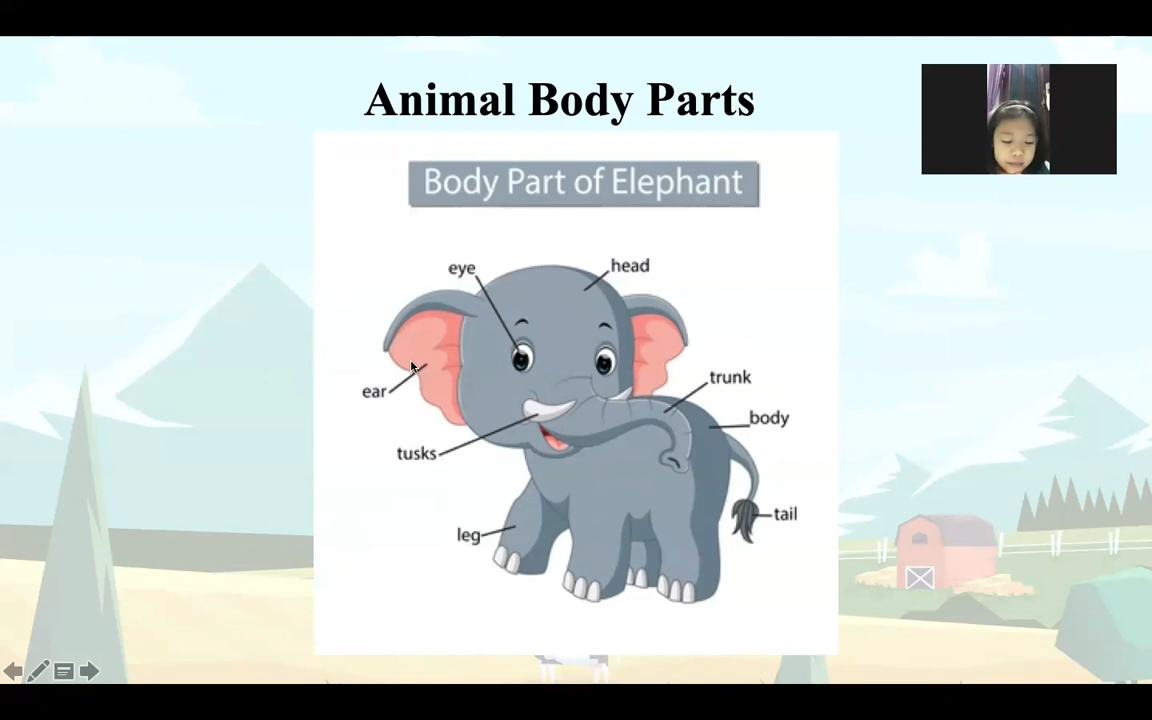 Animal Body Parts
Body Part of Elephant
eye
head
ear
trunk
body
tusks
tail
leg